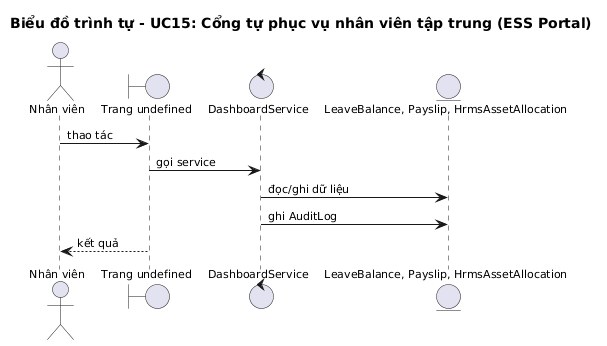 Biểu đồ trình tự - UC15: Cổng tự phục vụ nhân viên tập trung (ESS Portal)
Nhân viên Trang undefined DashboardService LeaveBalance, Payslip, HrmsAssetAllocation
thao tác
gọi service
đọc/ghi dữ liệu
ghi AuditLog
kết quả
Nhân viên Trang undefined DashboardService LeaveBalance, Payslip, HrmsAssetAllocation